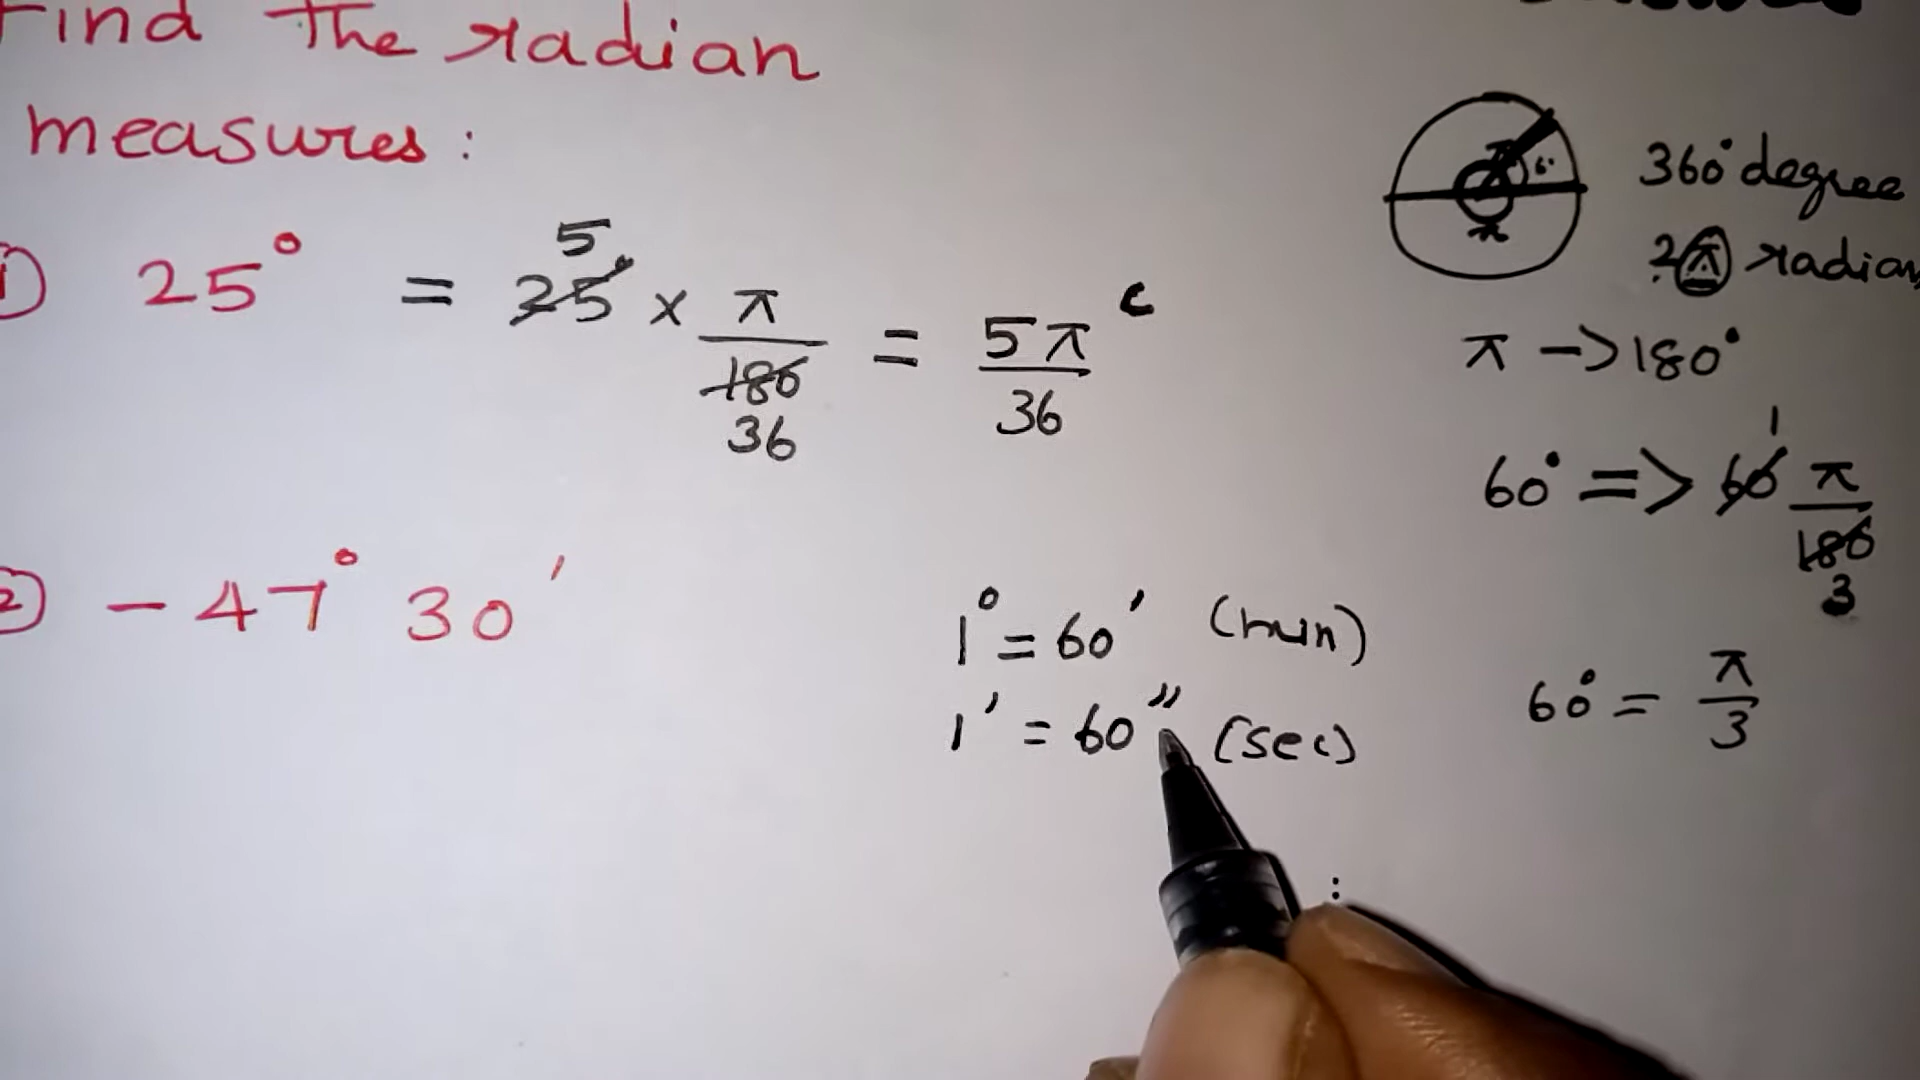 Find the radian
measures:
1) 25° = 25° 5 × π/180 36 = 5π/36 ᶜ
2) - 47° 30'
1° = 60' (min)
1' = 60" (sec)
360° degree
2π radian
π -> 180°
60° => 60 1 π/180 3
60° = π/3